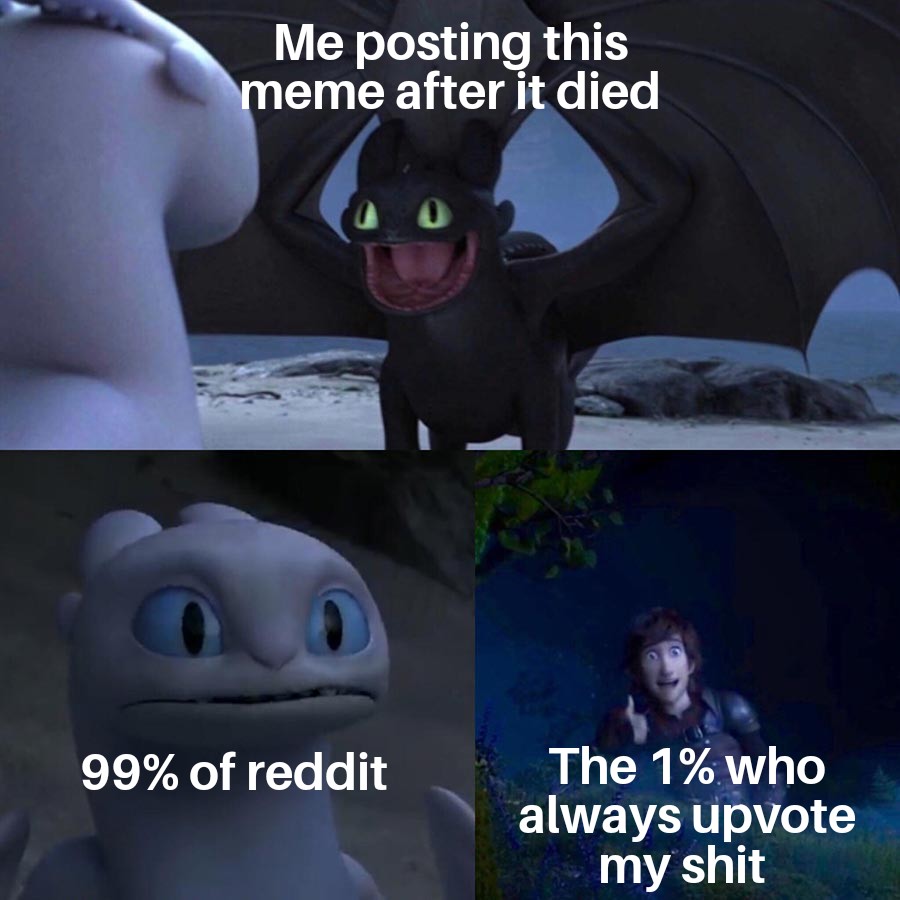 Me posting this
meme after it died
99% of reddit
The 1% who
always upvote
my shit